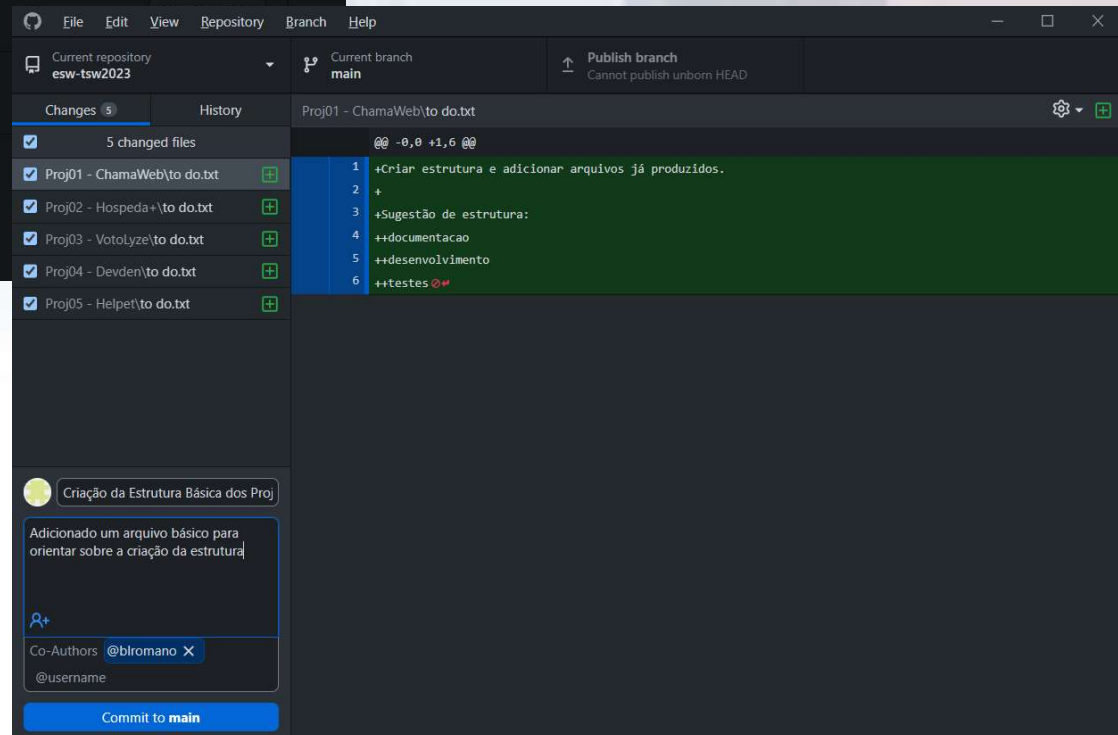 File Edit View Repository Branch Help
Current repository
esw-tsw2023
Current branch
main
Publish branch
Cannot publish unborn HEAD
Changes 5 History
5 changed files
Proj01 - ChamaWeb\to do.txt
Proj02 - Hospeda+\to do.txt
Proj03 - VotoLyze\to do.txt
Proj04 - Devden\to do.txt
Proj05 - Helpet\to do.txt
Criação da Estrutura Básica dos Proj
Adicionado um arquivo básico para
orientar sobre a criação da estrutura
Co-Authors @blromano
@username
Commit to main
Proj01 - ChamaWeb\to do.txt
@@ -0,0 +1,6 @@
1 +Criar estrutura e adicionar arquivos já produzidos.
2 +
3 +Sugestão de estrutura:
4 ++documentacao
5 ++desenvolvimento
6 ++testes